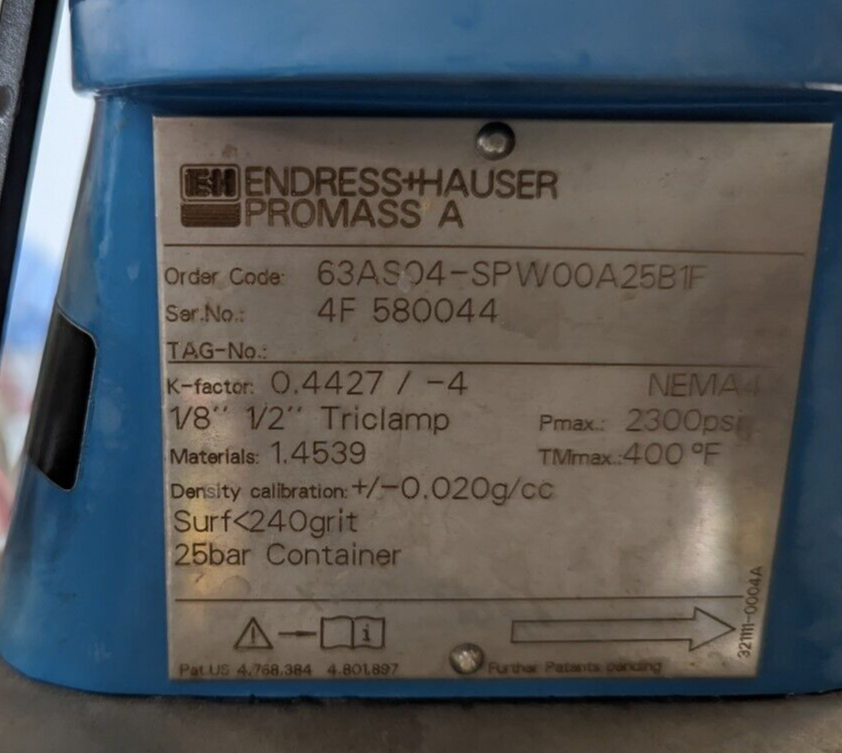 E+H ENDRESS+HAUSER
PROMASS A
Order Code: 63AS04-SPW00A25B1F
Ser.No.: 4F 580044
TAG-No.:
K-factor: 0.4427 / -4 NEMA4
1/8'' 1/2'' Triclamp Pmax.: 2300psi
Materials: 1.4539 TMmax.: 400 °F
Density calibration: +/-0.020g/cc
Surf<240grit
25bar Container
i
321111-0004A
Pat.US 4,768,384 4,801,897 Further Patents pending